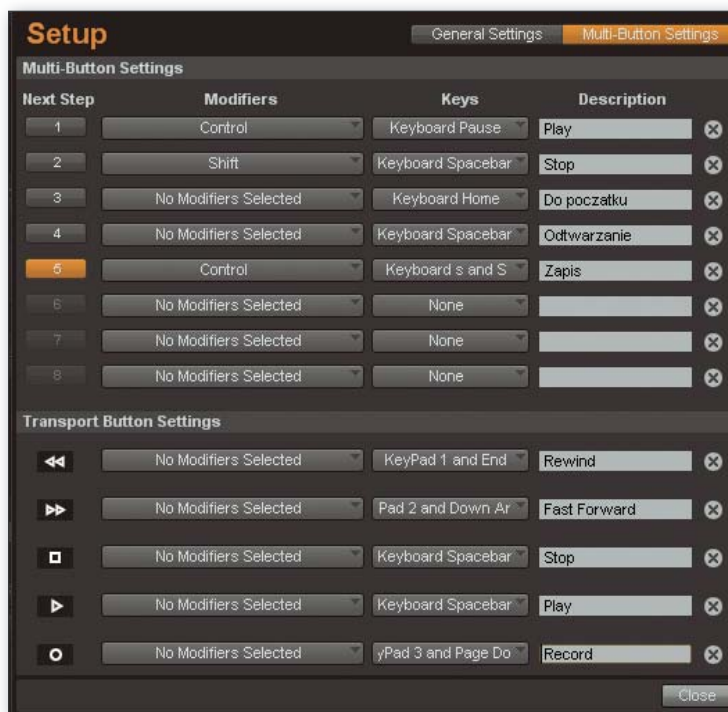 Setup General Settings Multi-Button Settings
Multi-Button Settings
Next Step Modifiers Keys Description
1 Control Keyboard Pause Play
2 Shift Keyboard Spacebar Stop
3 No Modifiers Selected Keyboard Home Do poczatku
4 No Modifiers Selected Keyboard Spacebar Odtwarzanie
5 Control Keyboard s and S Zapis
6 No Modifiers Selected None
7 No Modifiers Selected None
8 No Modifiers Selected None
Transport Button Settings
No Modifiers Selected KeyPad 1 and End Rewind
No Modifiers Selected Pad 2 and Down Ar Fast Forward
No Modifiers Selected Keyboard Spacebar Stop
No Modifiers Selected Keyboard Spacebar Play
No Modifiers Selected yPad 3 and Page Do Record
Close